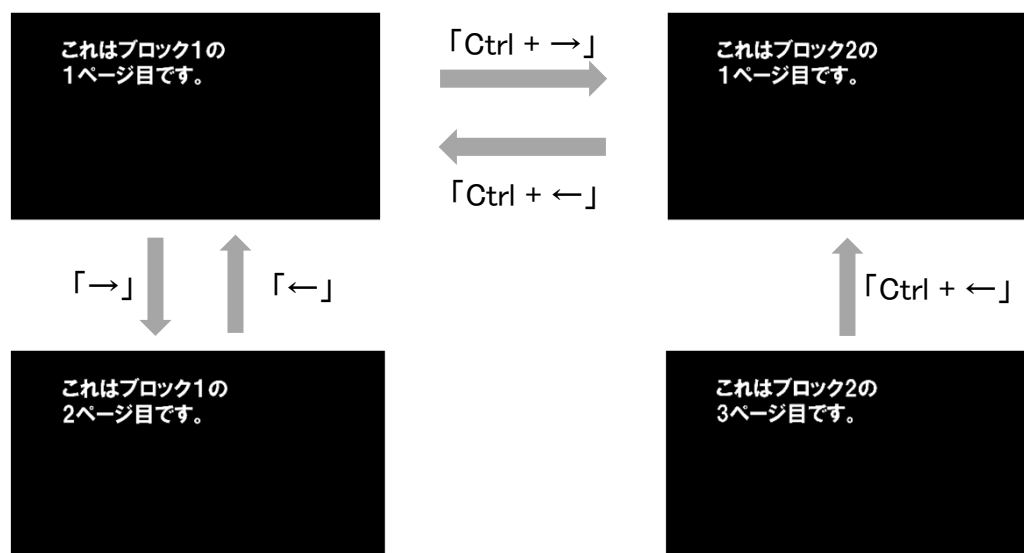 これはブロック1の
1ページ目です。
「Ctrl + →」
「Ctrl + ←」
これはブロック2の
1ページ目です。
「→」
「←」
「Ctrl + ←」
これはブロック1の
2ページ目です。
これはブロック2の
3ページ目です。